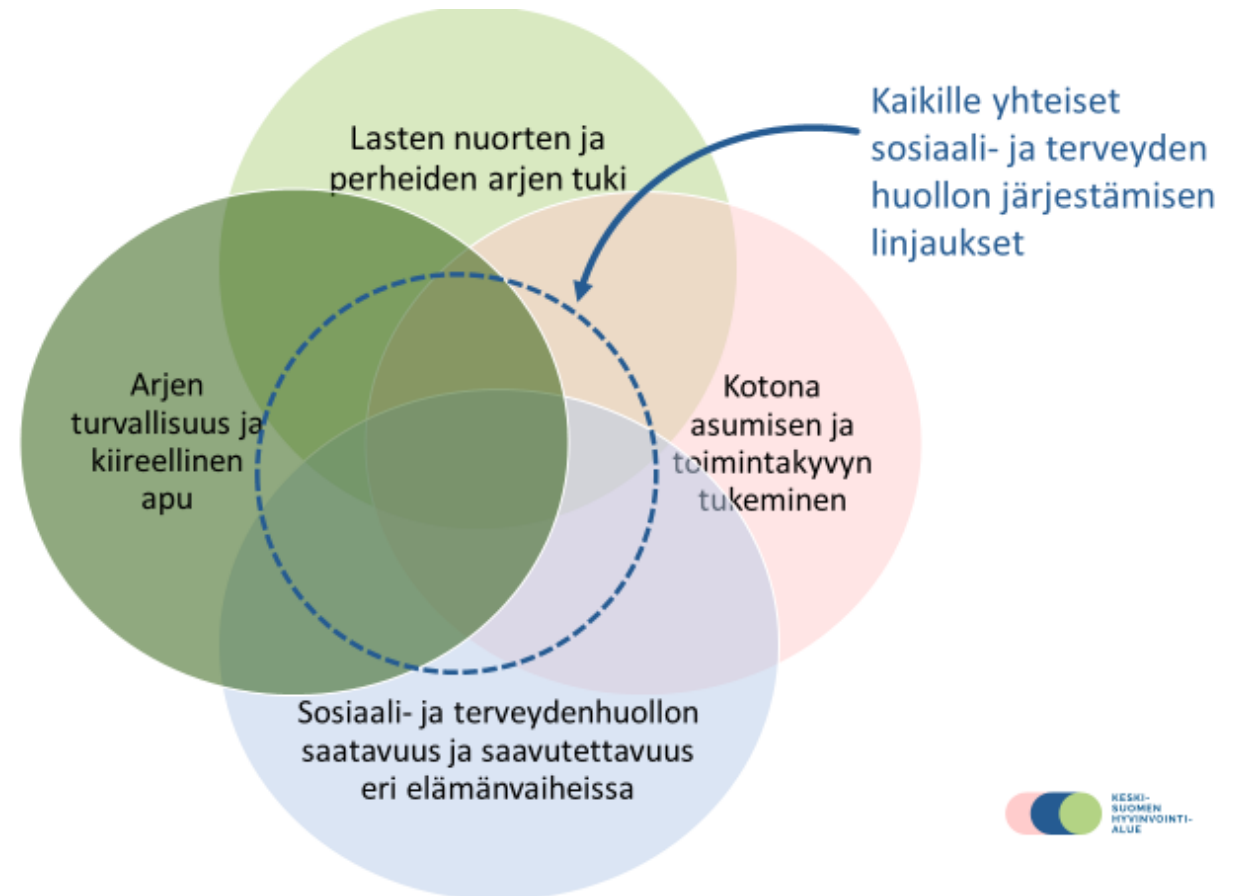 Lasten nuorten ja
perheiden arjen tuki
Kaikille yhteiset
sosiaali- ja terveyden
huollon järjestämisen
linjaukset
Arjen
turvallisuus ja
kiireellinen
apu
Kotona
asumisen ja
toimintakyvyn
tukeminen
Sosiaali- ja terveydenhuollon
saatavuus ja saavutettavuus
eri elämänvaiheissa
KESKI-
SUOMEN
HYVINVOINTI-
ALUE